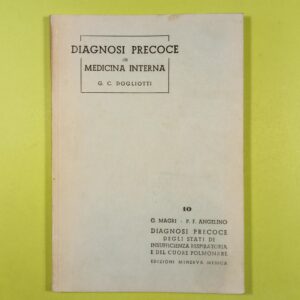 DIAGNOSI PRECOCE
IN
MEDICINA INTERNA
G. C. DOGLIOTTI
10
G. MAGRI - P. F. ANGELINO
DIAGNOSI PRECOCE
DEGLI STATI DI
INSUFFICIENZA RESPIRATORIA
E DEL CUORE POLMONARE
EDIZIONI MINERVA MEDICA